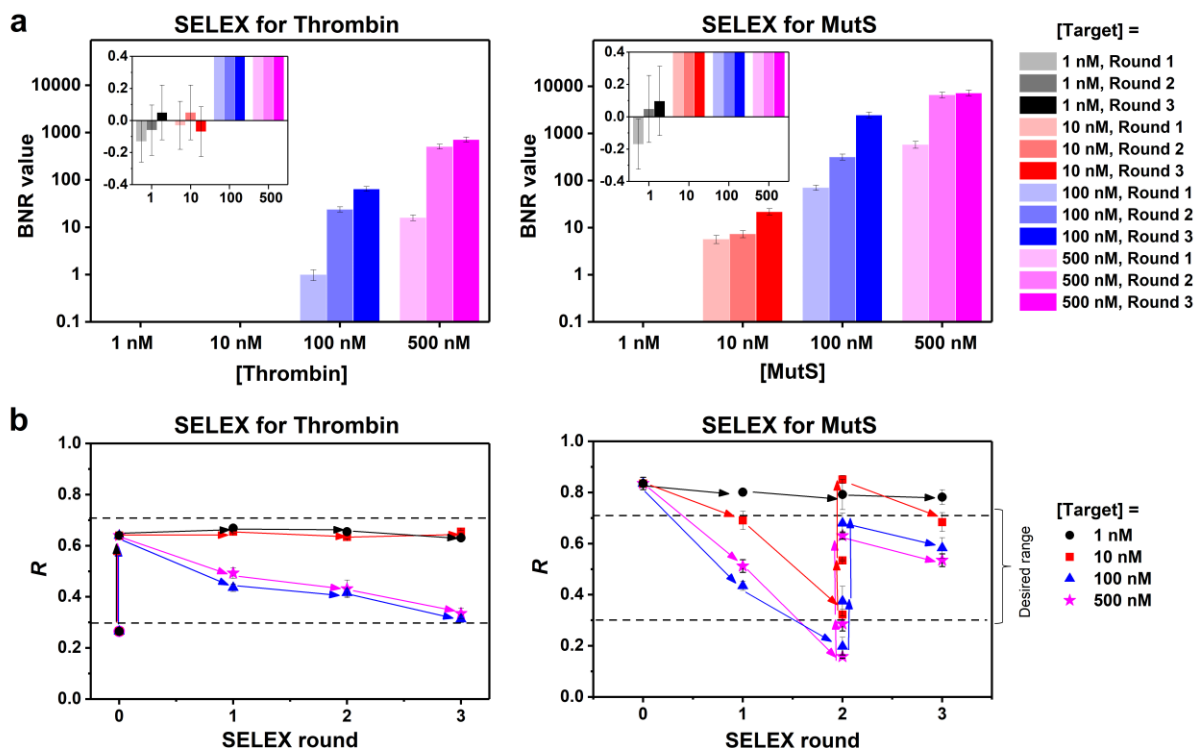 a
SELEX for Thrombin
BNR value
10000
1000
100
10
1
0.1
0.4
0.2
0.0
-0.2
-0.4
1 10 100 500
1 nM 10 nM 100 nM 500 nM
[Thrombin]
SELEX for MutS
BNR value
10000
1000
100
10
1
0.1
0.4
0.2
0.0
-0.2
-0.4
1 10 100 500
1 nM 10 nM 100 nM 500 nM
[MutS]
[Target] =
1 nM, Round 1
1 nM, Round 2
1 nM, Round 3
10 nM, Round 1
10 nM, Round 2
10 nM, Round 3
100 nM, Round 1
100 nM, Round 2
100 nM, Round 3
500 nM, Round 1
500 nM, Round 2
500 nM, Round 3
b
SELEX for Thrombin
R
1.0
0.8
0.6
0.4
0.2
0.0
0 1 2 3
SELEX round
SELEX for MutS
R
1.0
0.8
0.6
0.4
0.2
0.0
0 1 2 3
SELEX round
Desired range
[Target] =
1 nM
10 nM
100 nM
500 nM